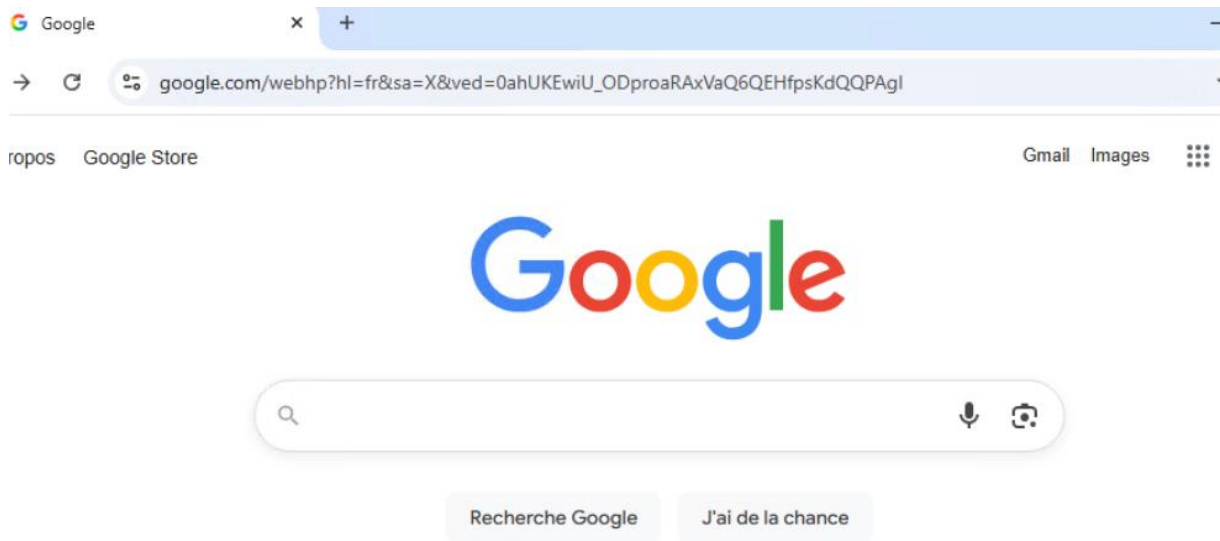 Google
google.com/webhp?hl=fr&sa=X&ved=0ahUKEwiU_ODproaRAxVaQ6QEHfpsKdQQPAgI
ropos Google Store Gmail Images
Google
Recherche Google J'ai de la chance